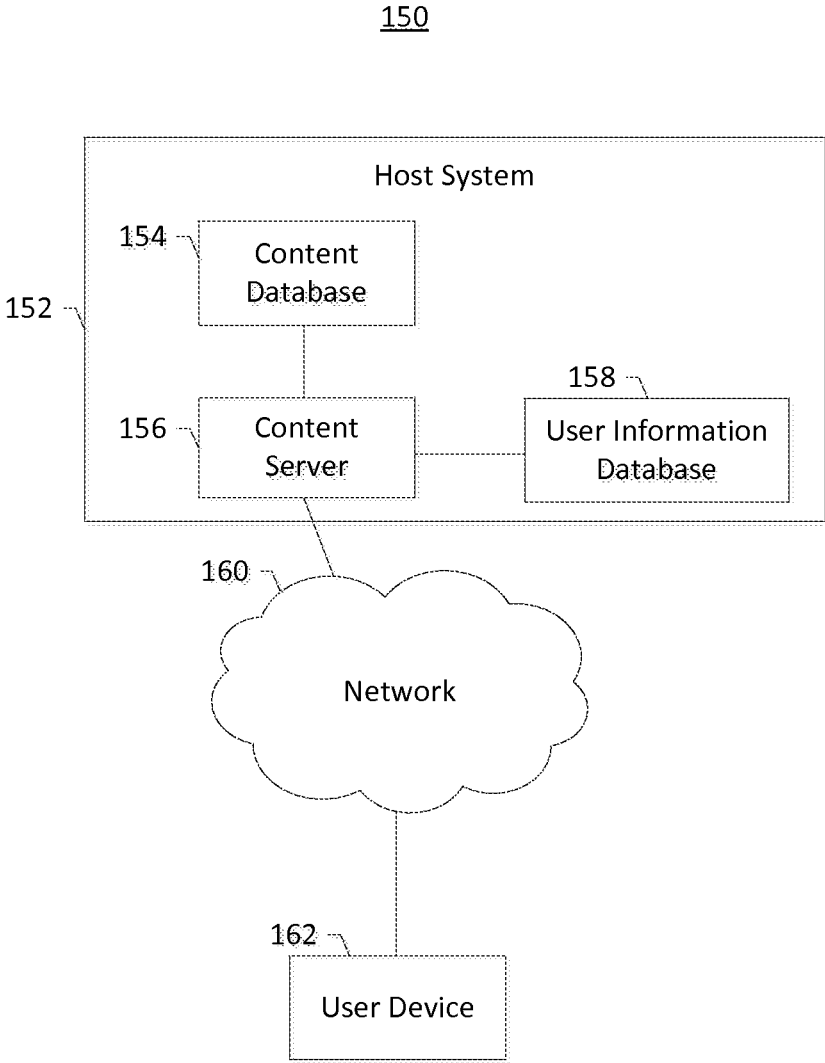 150
Host System
154
Content
Database
152
158
156
Content
Server
User Information
Database
160
Network
162
User Device